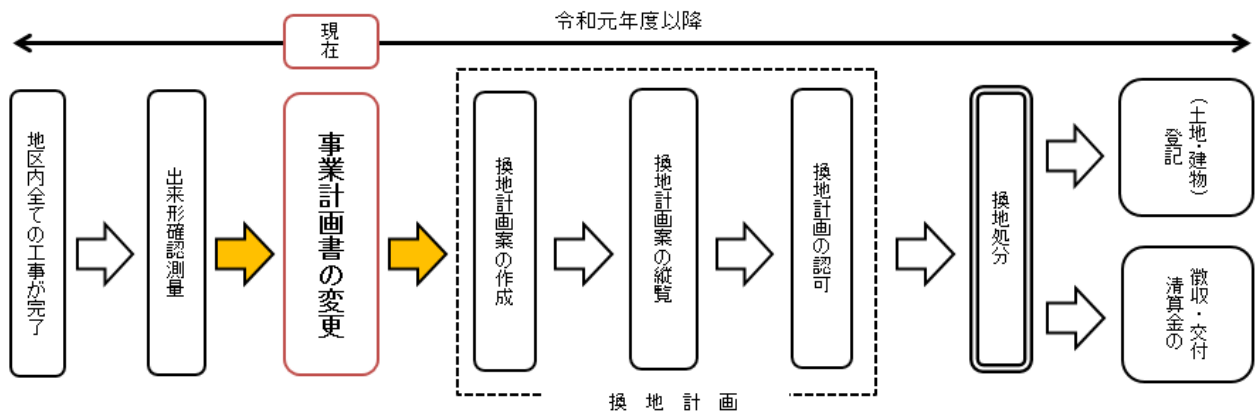 令和元年度以降
現在
地区内全ての工事が完了
出来形確認測量
事業計画書の変更
換地計画案の作成
換地計画案の縦覧
換地計画の認可
換地計画
換地処分
(土地・建物)
登記
徴収・交付
清算金の